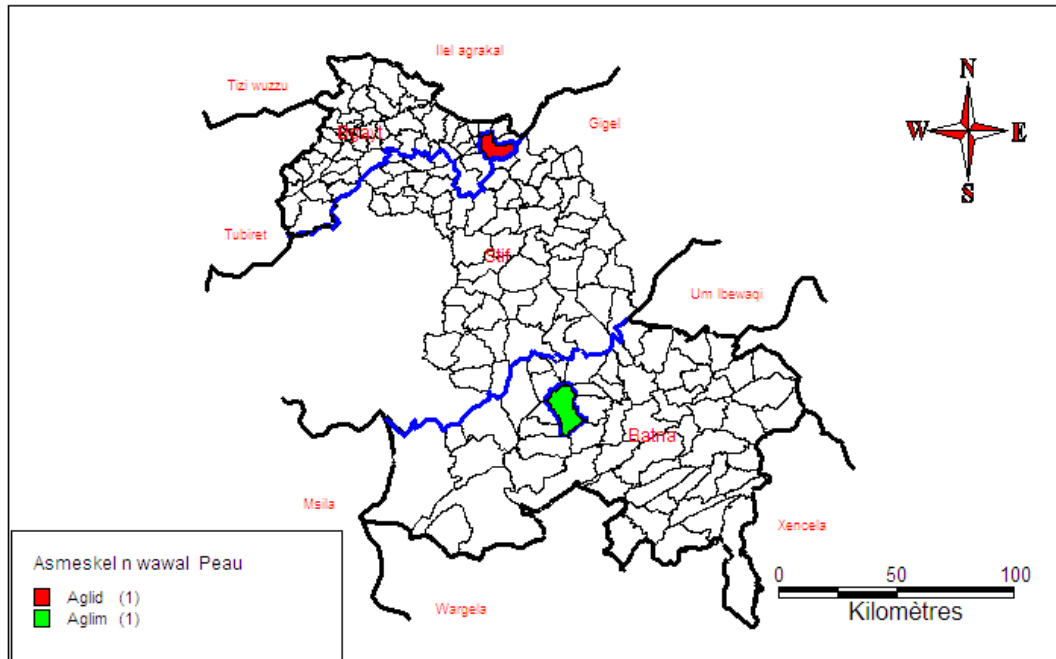 Ilel agrakal
Tizi wuzzu
N
Gigel
Bgayt
W E
S
Tubiret
Stif
Um lbewaqi
Batna
Msila
Xencela
Asmeskel n wawal Peau
Aglid (1)
Aglim (1)
Wargela
0 50 100
Kilomètres